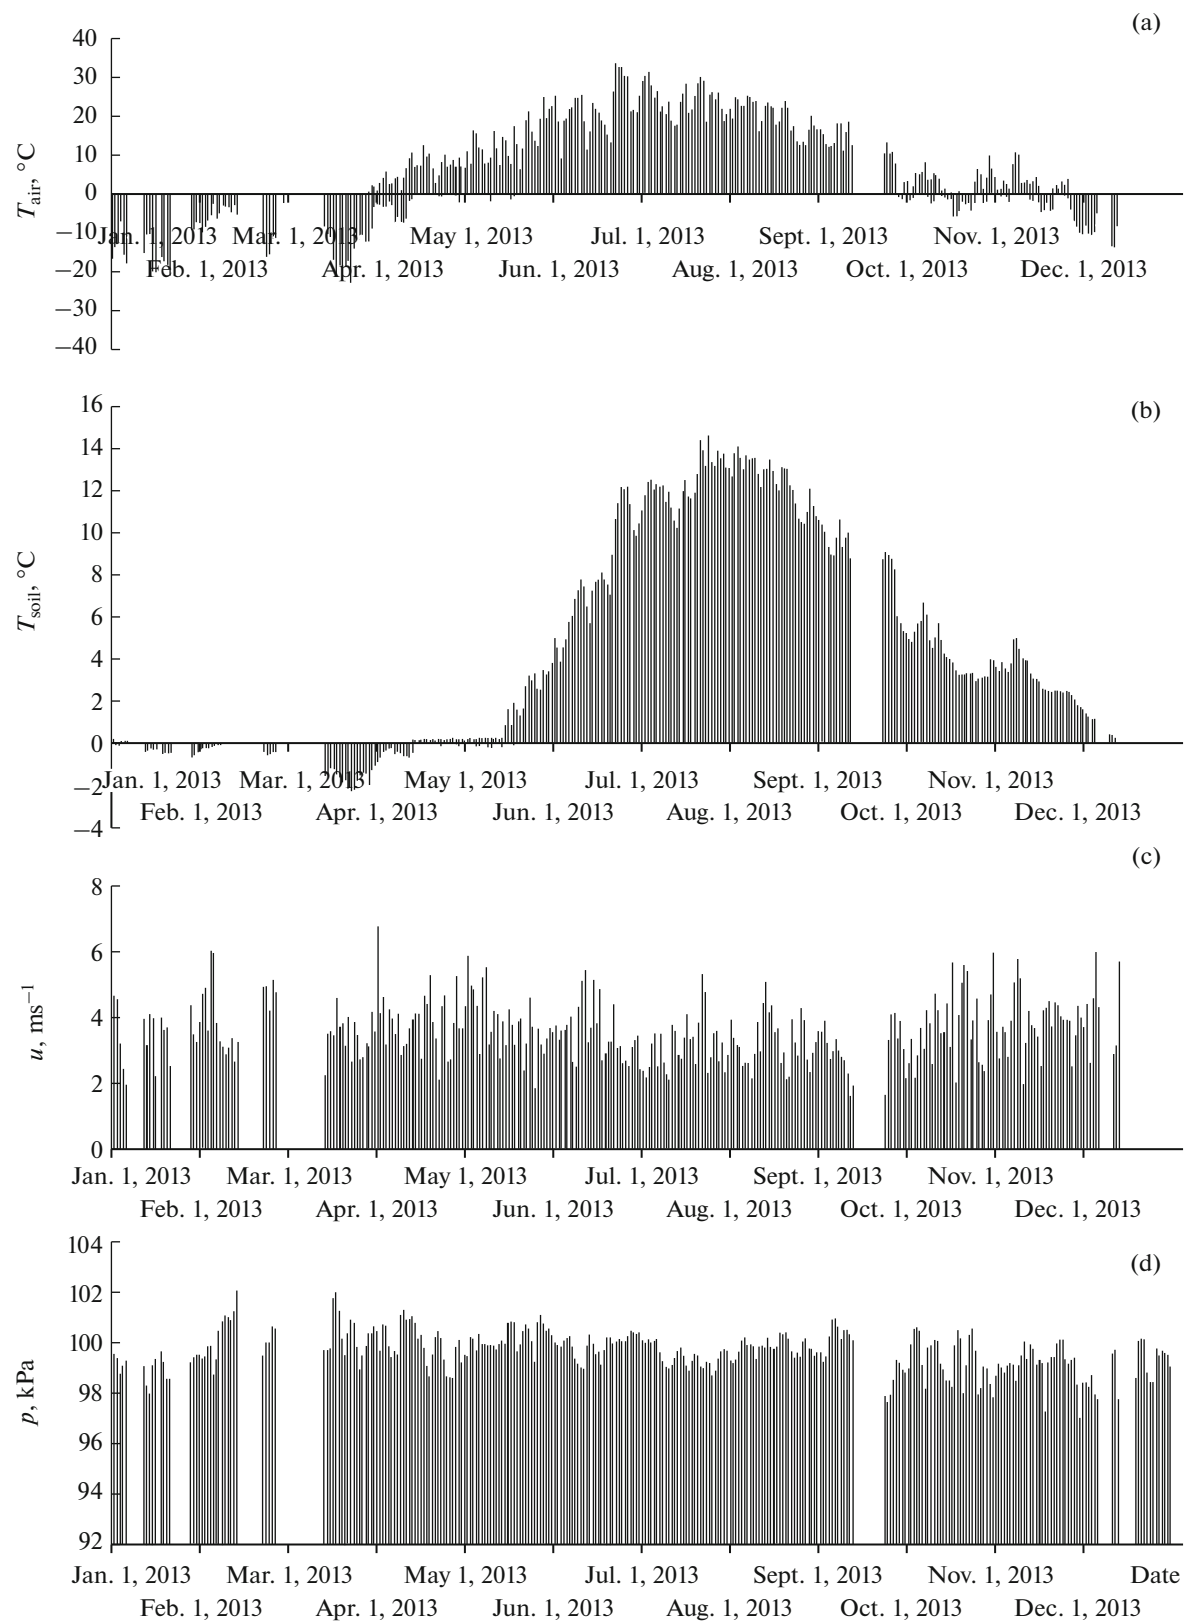 (a)
40
30
20
10
0
−10
−20
−30
−40
T_air, °C
Jan. 1, 2013 Mar. 1, 2013 May 1, 2013 Jul. 1, 2013 Sept. 1, 2013 Nov. 1, 2013
Feb. 1, 2013 Apr. 1, 2013 Jun. 1, 2013 Aug. 1, 2013 Oct. 1, 2013 Dec. 1, 2013
(b)
16
14
12
10
8
6
4
2
0
−2
−4
T_soil, °C
Jan. 1, 2013 Mar. 1, 2013 May 1, 2013 Jul. 1, 2013 Sept. 1, 2013 Nov. 1, 2013
Feb. 1, 2013 Apr. 1, 2013 Jun. 1, 2013 Aug. 1, 2013 Oct. 1, 2013 Dec. 1, 2013
(c)
8
6
4
2
0
u, ms⁻¹
Jan. 1, 2013 Mar. 1, 2013 May 1, 2013 Jul. 1, 2013 Sept. 1, 2013 Nov. 1, 2013
Feb. 1, 2013 Apr. 1, 2013 Jun. 1, 2013 Aug. 1, 2013 Oct. 1, 2013 Dec. 1, 2013
(d)
104
102
100
98
96
94
92
p, kPa
Jan. 1, 2013 Mar. 1, 2013 May 1, 2013 Jul. 1, 2013 Sept. 1, 2013 Nov. 1, 2013 Date
Feb. 1, 2013 Apr. 1, 2013 Jun. 1, 2013 Aug. 1, 2013 Oct. 1, 2013 Dec. 1, 2013